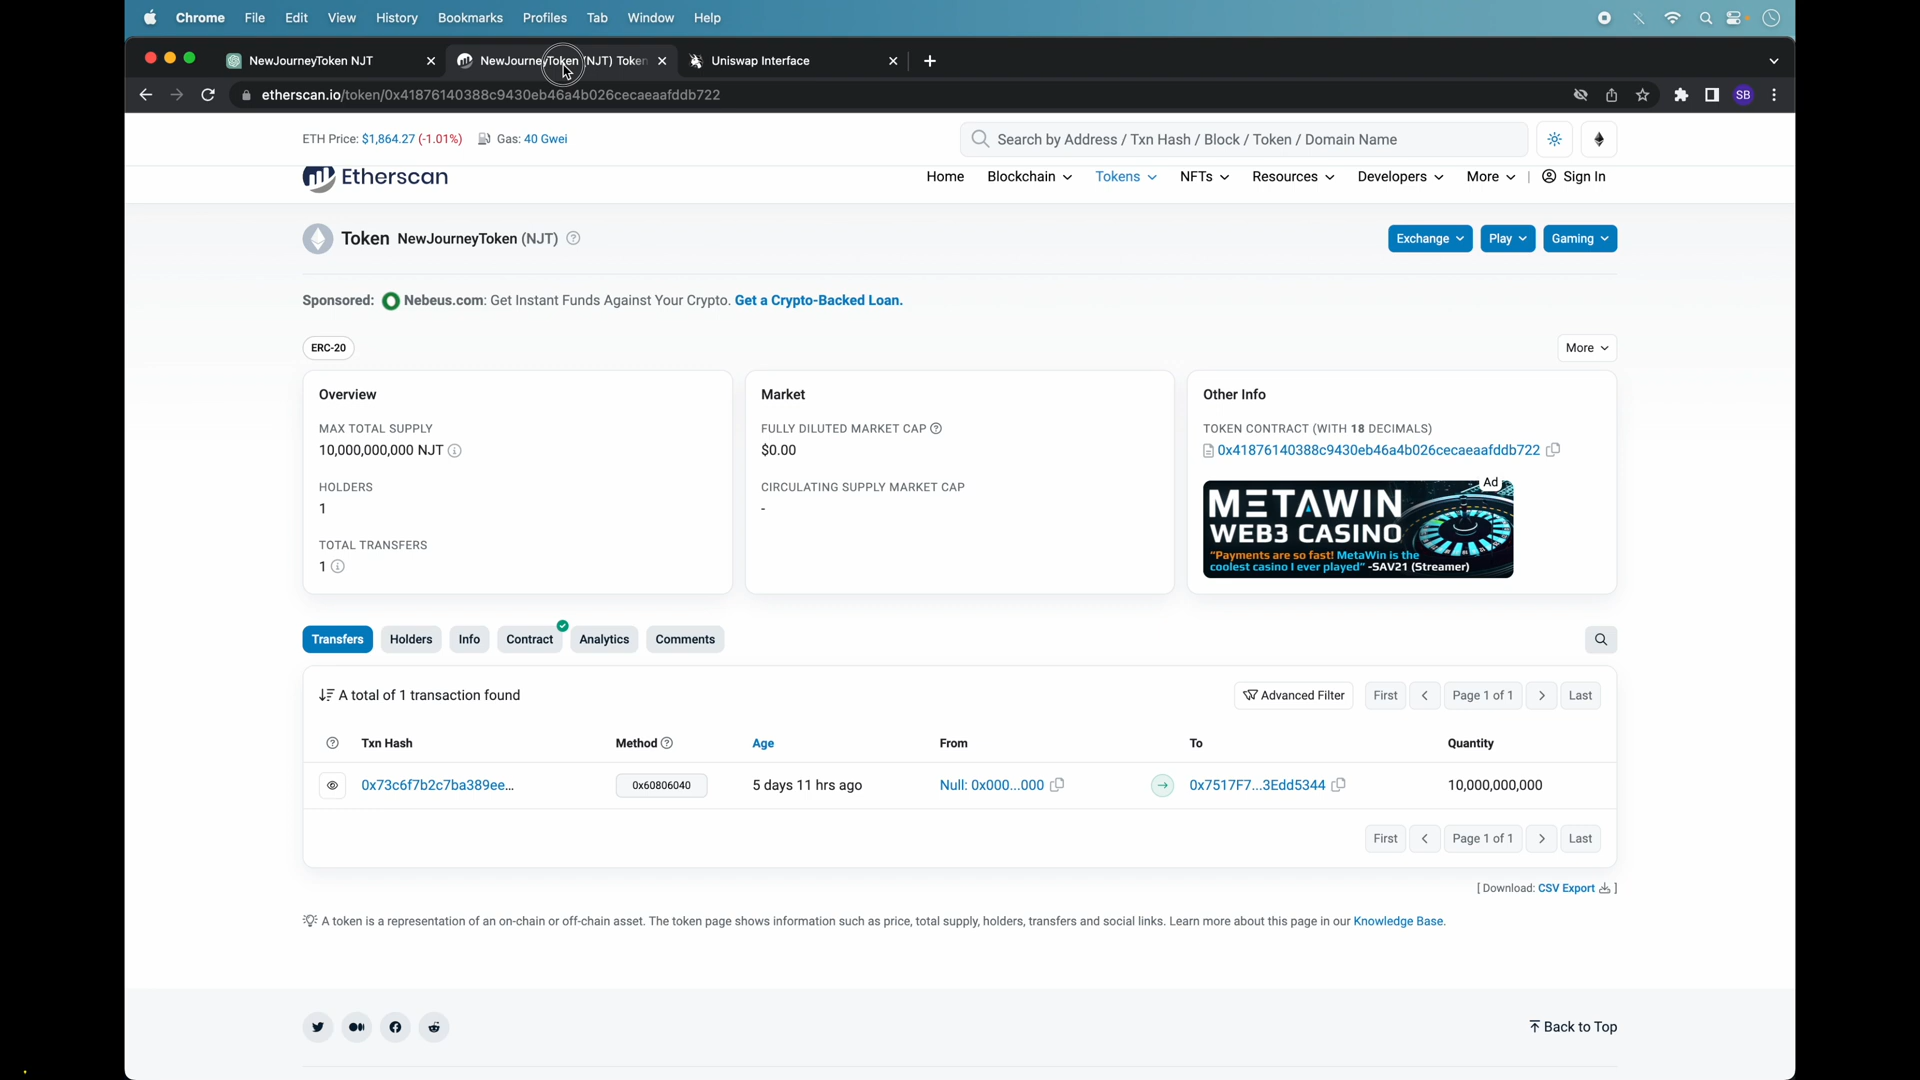 Chrome File Edit View History Bookmarks Profiles Tab Window Help
NewJourneyToken NJT
NewJourneyToken (NJT) Token
Uniswap Interface
etherscan.io/token/0x41876140388c9430eb46a4b026cecaeaafddb722
SB
ETH Price: $1,864.27 (-1.01%) Gas: 40 Gwei
Search by Address / Txn Hash / Block / Token / Domain Name
Etherscan
Home Blockchain Tokens NFTs Resources Developers More Sign In
Token NewJourneyToken (NJT)
Exchange Play Gaming
Sponsored: Nebeus.com: Get Instant Funds Against Your Crypto. Get a Crypto-Backed Loan.
ERC-20
More
Overview
MAX TOTAL SUPPLY
10,000,000,000 NJT
HOLDERS
1
TOTAL TRANSFERS
1
Market
FULLY DILUTED MARKET CAP
$0.00
CIRCULATING SUPPLY MARKET CAP
-
Other Info
TOKEN CONTRACT (WITH 18 DECIMALS)
0x41876140388c9430eb46a4b026cecaeaafddb722
Ad
METAWIN
WEB3 CASINO
"Payments are so fast! MetaWin is the
coolest casino I ever played" -SAV21 (Streamer)
Transfers Holders Info Contract Analytics Comments
A total of 1 transaction found
Advanced Filter First Page 1 of 1 Last
Txn Hash Method Age From To Quantity
0x73c6f7b2c7ba389ee... 0x60806040 5 days 11 hrs ago Null: 0x000...000 0x7517F7...3Edd5344 10,000,000,000
First Page 1 of 1 Last
[ Download: CSV Export ]
A token is a representation of an on-chain or off-chain asset. The token page shows information such as price, total supply, holders, transfers and social links. Learn more about this page in our Knowledge Base.
Back to Top